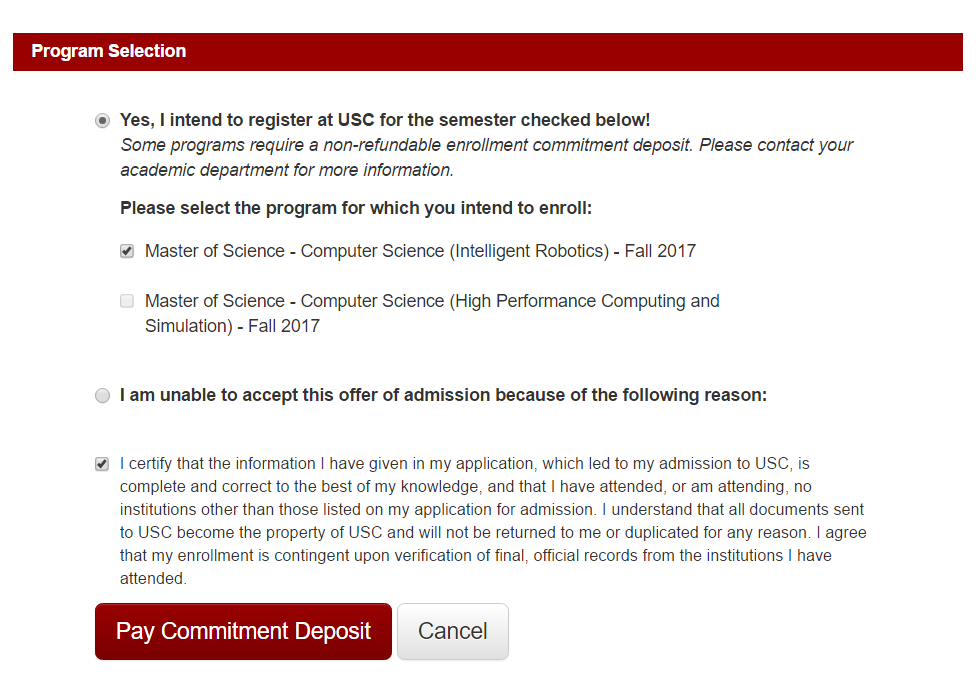 Program Selection
Yes, I intend to register at USC for the semester checked below!
Some programs require a non-refundable enrollment commitment deposit. Please contact your
academic department for more information.
Please select the program for which you intend to enroll:
Master of Science - Computer Science (Intelligent Robotics) - Fall 2017
Master of Science - Computer Science (High Performance Computing and
Simulation) - Fall 2017
I am unable to accept this offer of admission because of the following reason:
I certify that the information I have given in my application, which led to my admission to USC, is
complete and correct to the best of my knowledge, and that I have attended, or am attending, no
institutions other than those listed on my application for admission. I understand that all documents sent
to USC become the property of USC and will not be returned to me or duplicated for any reason. I agree
that my enrollment is contingent upon verification of final, official records from the institutions I have
attended.
Pay Commitment Deposit
Cancel